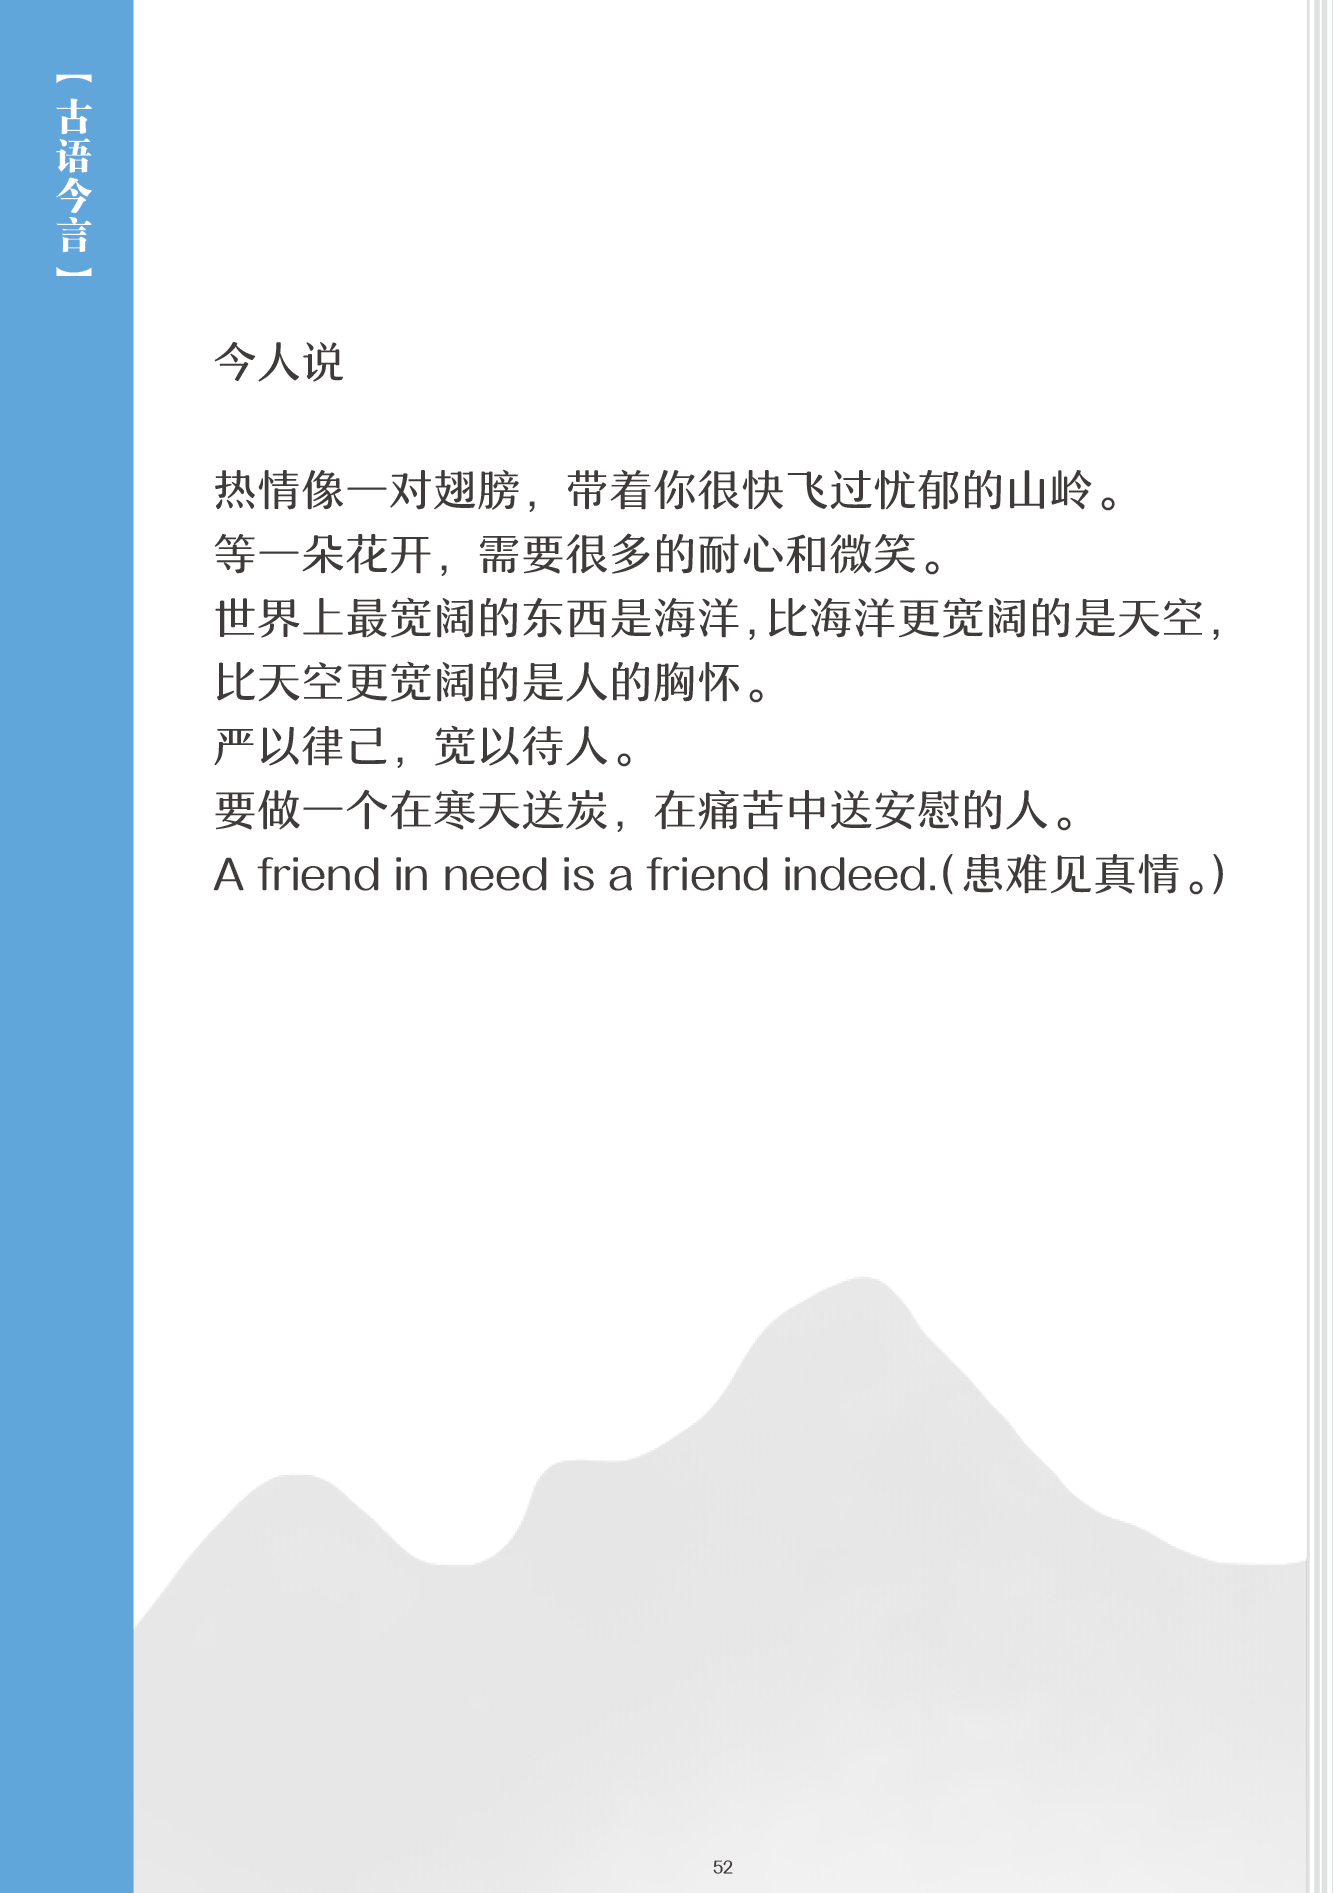 【古语今言】
今人说
热情像一对翅膀，带着你很快飞过忧郁的山岭。
等一朵花开，需要很多的耐心和微笑。
世界上最宽阔的东西是海洋，比海洋更宽阔的是天空，
比天空更宽阔的是人的胸怀。
严以律己，宽以待人。
要做一个在寒天送炭，在痛苦中送安慰的人。
A friend in need is a friend indeed.（患难见真情。）
52